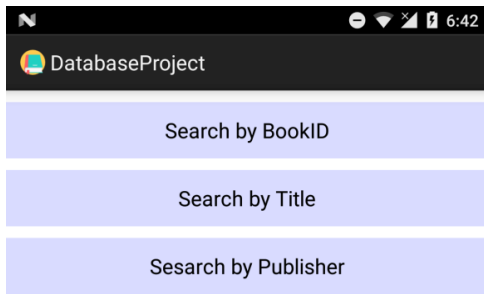 6:42
DatabaseProject
Search by BookID
Search by Title
Sesarch by Publisher